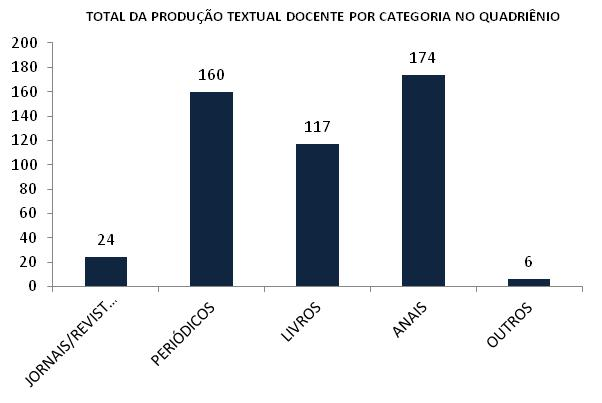 TOTAL DA PRODUÇÃO TEXTUAL DOCENTE POR CATEGORIA NO QUADRIÊNIO
200
180
160
140
120
100
80
60
40
20
0
24
160
117
174
6
JORNAIS/REVIST...
PERIÓDICOS
LIVROS
ANAIS
OUTROS